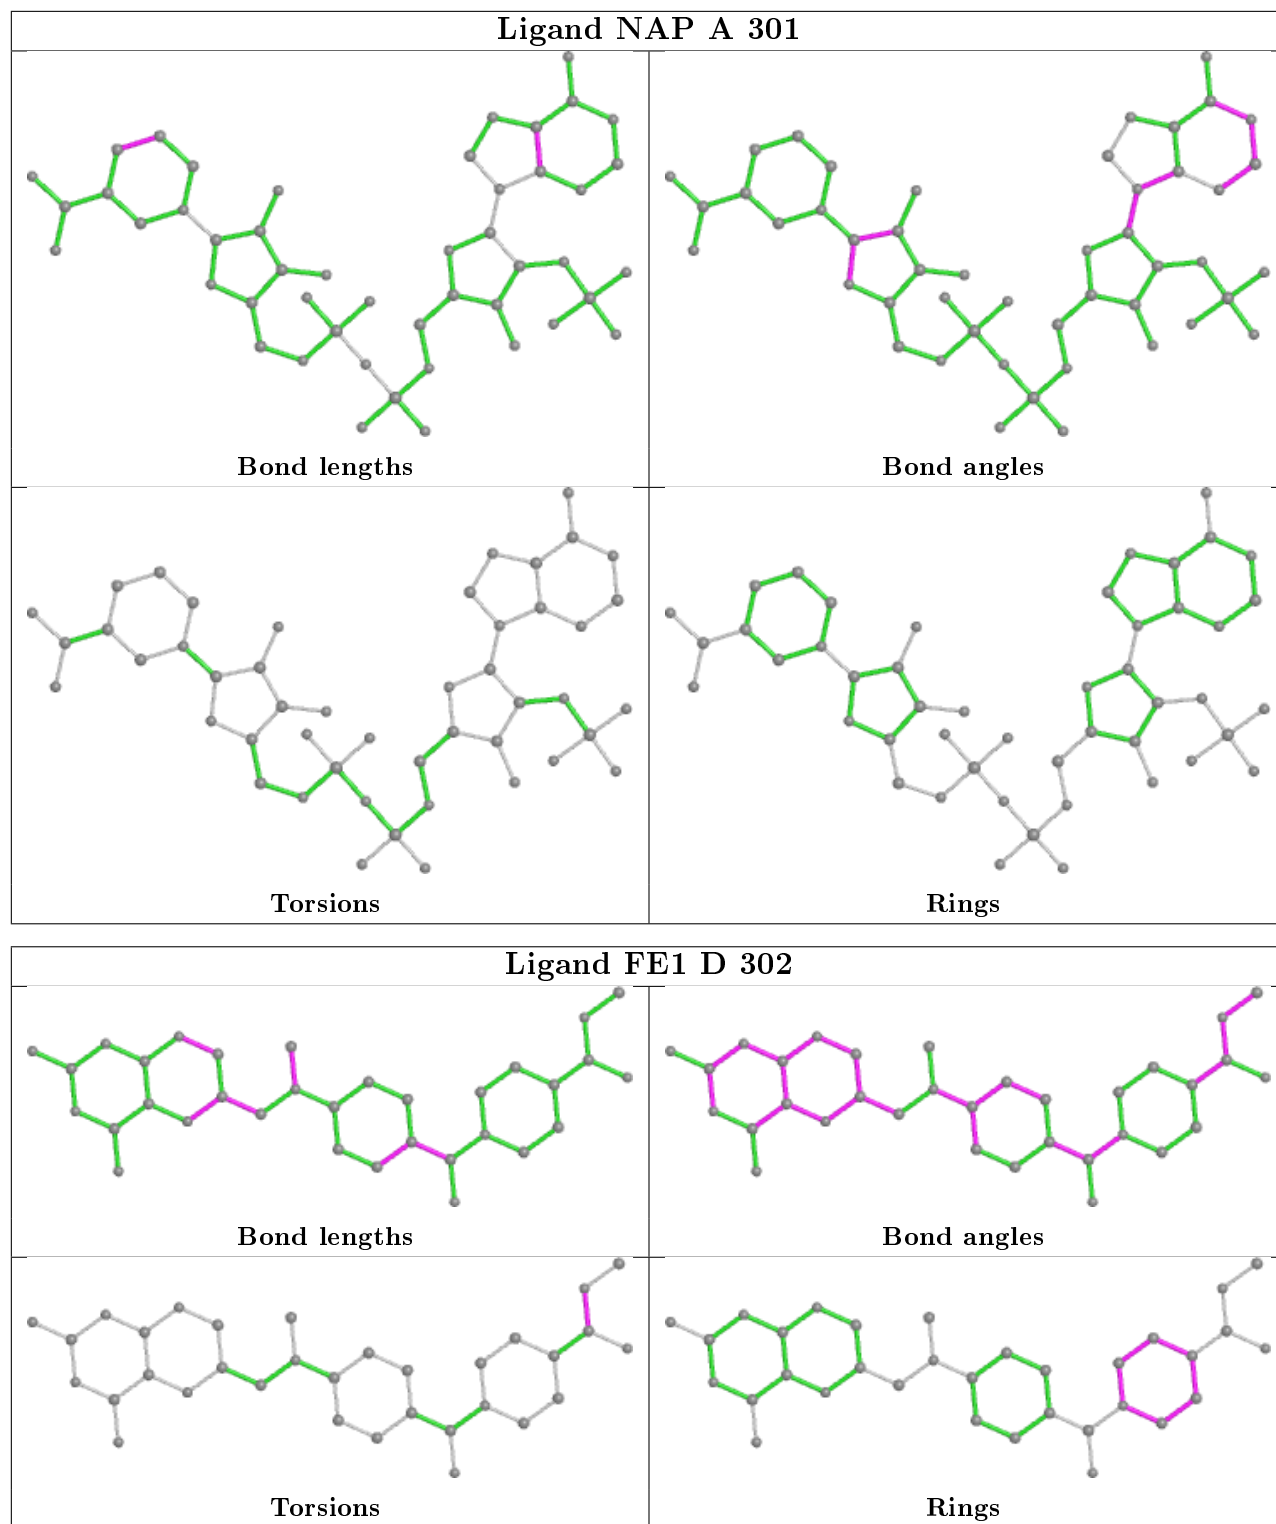 Ligand NAP A 301
Bond lengths
Bond angles
Torsions
Rings
Ligand FE1 D 302
Bond lengths
Bond angles
Torsions
Rings